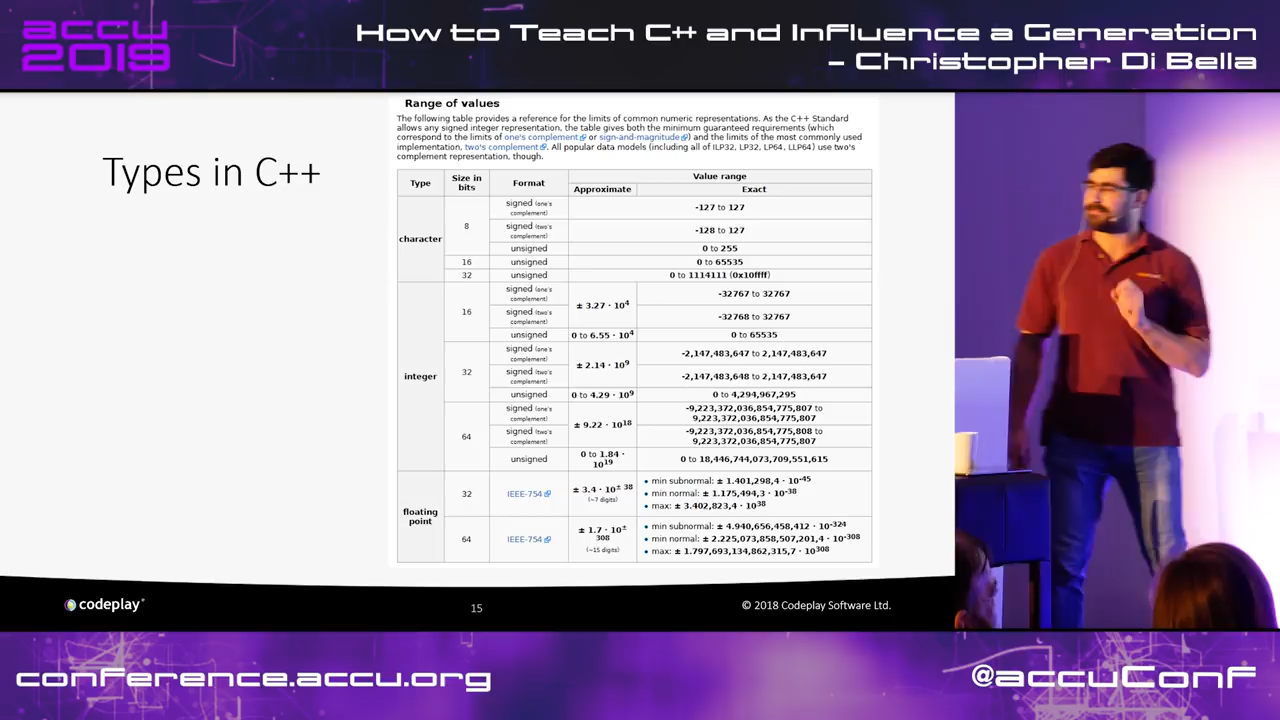 accu
2019
How to Teach C++ and Influence a Generation
– Christopher Di Bella
Types in C++
Range of values
The following table provides a reference for the limits of common numeric representations. As the C++ Standard
allows any signed integer representation, the table gives both the minimum guaranteed requirements (which
correspond to the limits of one's complement or sign-and-magnitude) and the limits of the most commonly used
implementation, two's complement. All popular data models (including all of ILP32, LP32, LP64, LLP64) use two's
complement representation, though.
Type Size in bits Format Value range
Approximate Exact
character 8 signed (one's complement) -127 to 127
signed (two's complement) -128 to 127
unsigned 0 to 255
16 unsigned 0 to 65535
32 unsigned 0 to 1114111 (0x10ffff)
integer 16 signed (one's complement) ± 3.27 · 10⁴ -32767 to 32767
signed (two's complement) -32768 to 32767
unsigned 0 to 6.55 · 10⁴ 0 to 65535
32 signed (one's complement) ± 2.14 · 10⁹ -2,147,483,647 to 2,147,483,647
signed (two's complement) -2,147,483,648 to 2,147,483,647
unsigned 0 to 4.29 · 10⁹ 0 to 4,294,967,295
64 signed (one's complement) ± 9.22 · 10¹⁸ -9,223,372,036,854,775,807 to
9,223,372,036,854,775,807
signed (two's complement) -9,223,372,036,854,775,808 to
9,223,372,036,854,775,807
unsigned 0 to 1.84 · 10¹⁹ 0 to 18,446,744,073,709,551,615
floating point 32 IEEE-754 ± 3.4 · 10± ³⁸ (~7 digits)
• min subnormal: ± 1.401,298,4 · 10⁻⁴⁵
• min normal: ± 1.175,494,3 · 10⁻³⁸
• max: ± 3.402,823,4 · 10³⁸
64 IEEE-754 ± 1.7 · 10± ³⁰⁸ (~15 digits)
• min subnormal: ± 4.940,656,458,412 · 10⁻³²⁴
• min normal: ± 2.225,073,858,507,201,4 · 10⁻³⁰⁸
• max: ± 1.797,693,134,862,315,7 · 10³⁰⁸
codeplay
15
© 2018 Codeplay Software Ltd.
conference.accu.org
@accuConf